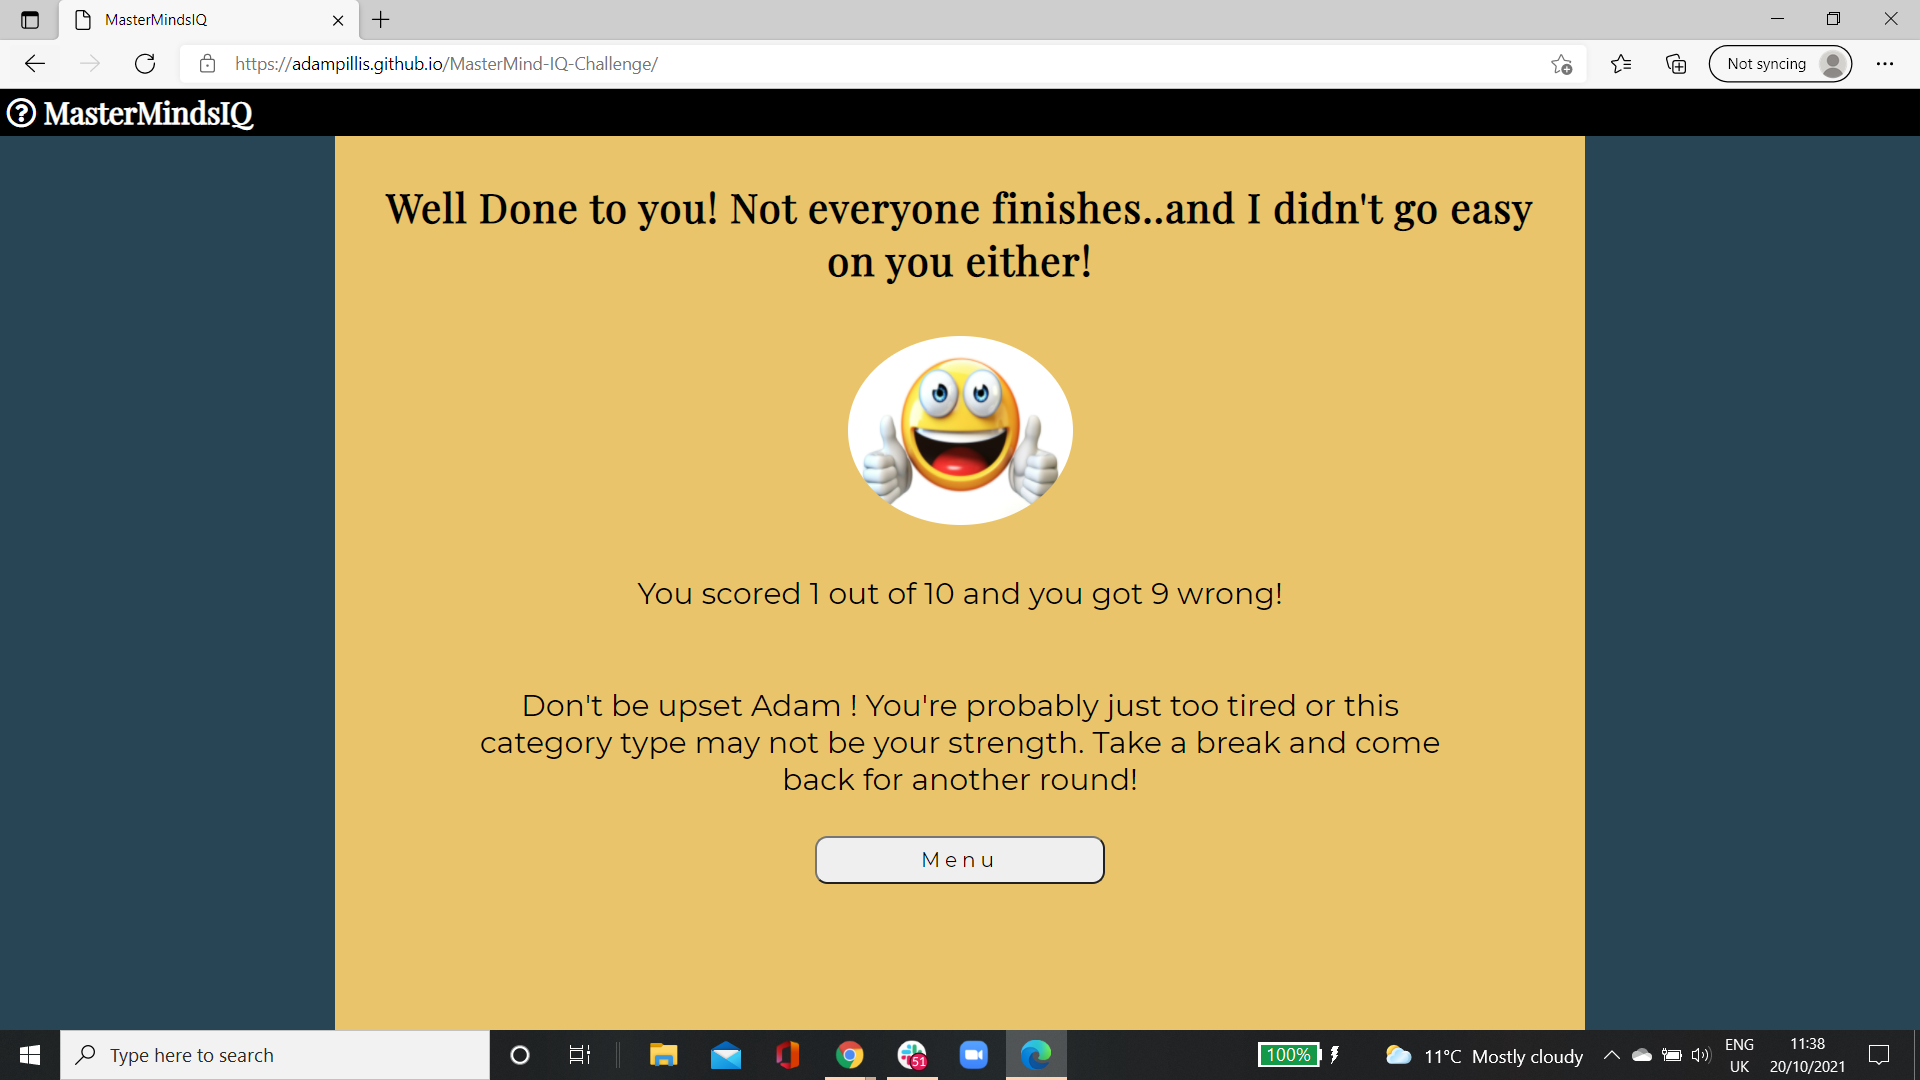 MasterMindsIQ
https://adampillis.github.io/MasterMind-IQ-Challenge/
Not syncing
MasterMindsIQ
Well Done to you! Not everyone finishes..and I didn't go easy
on you either!
You scored 1 out of 10 and you got 9 wrong!
Don't be upset Adam ! You're probably just too tired or this
category type may not be your strength. Take a break and come
back for another round!
Menu
Type here to search
51
100%
11°C Mostly cloudy
ENG
UK
11:38
20/10/2021